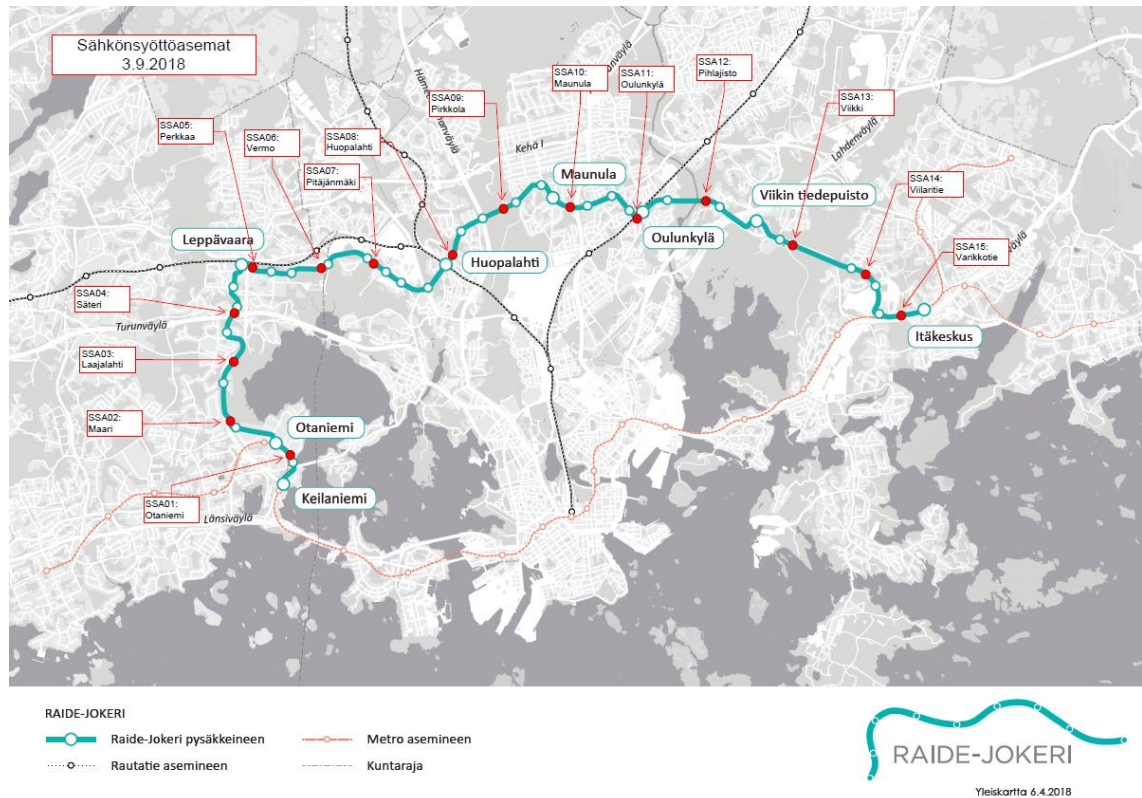 Sähkönsyöttöasemat
3.9.2018
SSA05:
Perkkaa
SSA06:
Vermo
SSA08:
Huopalahti
SSA07:
Pitäjänmäki
SSA09:
Pirkkola
SSA10:
Maunula
SSA11:
Oulunkylä
SSA12:
Pihlajisto
SSA13:
Viikki
SSA14:
Viilaritie
SSA15:
Varikkotie
SSA04:
Säteri
SSA03:
Laajalahti
SSA02:
Maari
SSA01:
Otaniemi
Kehä I
Lahdenväylä
Turunväylä
Länsiväylä
Leppävaara
Huopalahti
Maunula
Oulunkylä
Viikin tiedepuisto
Itäkeskus
Otaniemi
Keilaniemi
RAIDE-JOKERI
Raide-Jokeri pysäkkeineen
Rautatie asemineen
Metro asemineen
Kuntaraja
RAIDE-JOKERI
Yleiskartta 6.4.2018